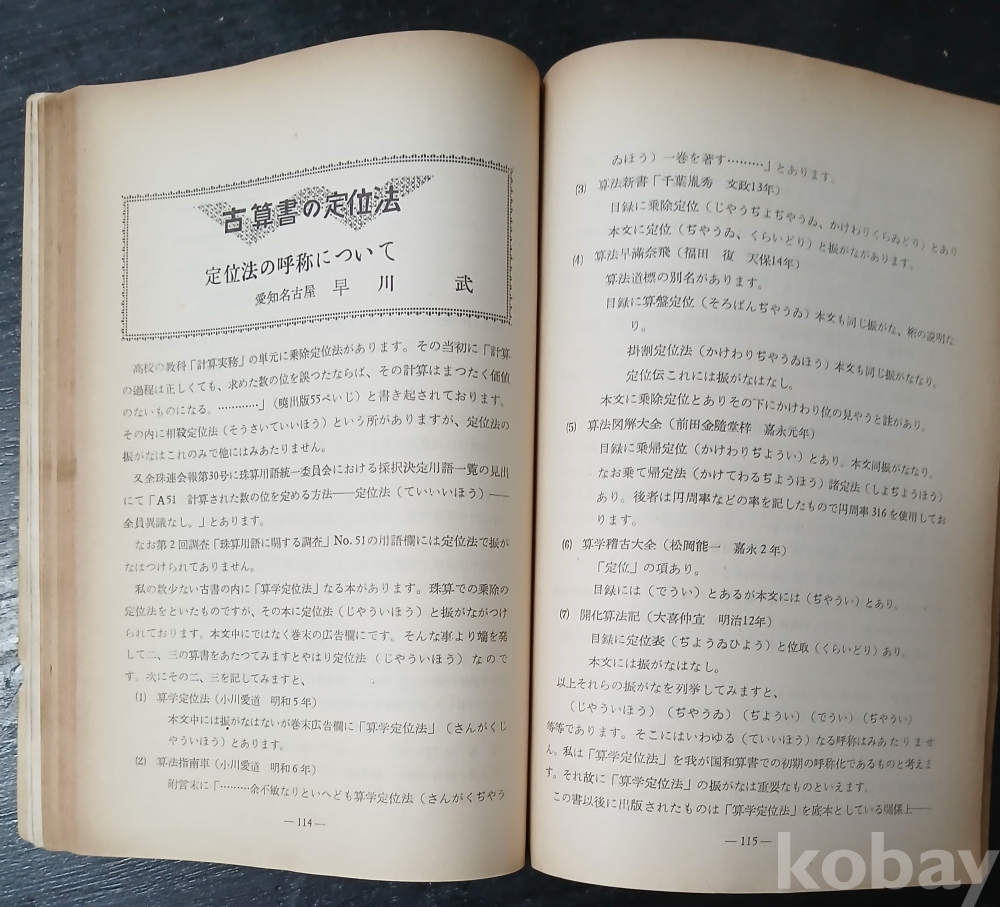 古算書の定位法
定位法の呼称について
愛知名古屋 早川 武
高校の教科「計算実務」の単元に乗除定位法があります。その当初に「計算
の過程は正しくても、求めた数の位を誤つたならば、その計算はまつたく価値
のないものになる。…………」(暁出版55ぺいじ)と書き起されております。
その内に相殺定位法(そうさいていいほう)という所がありますが、定位法の
振がなはこれのみで他にはみあたりません。
又全珠連会報第30号に珠算用語統一委員会における採択決定用語一覧の見出
にて「A51 計算された数の位を定める方法——定位法(ていいいほう)——
全員異議なし。」とあります。
なお第2回調査「珠算用語に関する調査」No.51の用語欄には定位法で振が
なはつけられてありません。
私の数少ない古書の内に「算学定位法」なる本があります。珠算での乗除の
定位法をといたものですが、その本に定位法(じやういほう)と振がながつけ
られております。本文中にではなく巻末の広告欄にです。そんな事より端を発
して二、三の算書をあたつてみますとやはり定位法(じやういほう)なので
す。次にその二、三を記してみますと、
(1) 算学定位法(小川愛道 明和5年)
本文中には振がなはないが巻末広告欄に「算学定位法」(さんがくじ
やういほう)とあります。
(2) 算法指南車(小川愛道 明和6年)
附言末に「………余不敏なりといへども算学定位法(さんがくぢやう
—114—
ゐほう)一巻を著す………」とあります。
(3) 算法新書「千葉胤秀 文政13年)
目録に乗除定位(じやうぢよぢやうゐ、かけわりくらゐどり)とあり
本文に定位(ぢやうゐ、くらいどり)と振がながあります。
(4) 算法早滿奈飛(福田 復 天保14年)
算法道標の別名があります。
目録に算盤定位(そろばんぢやうゐ)本文も同じ振がな、桁の説明な
り。
掛割定位法(かけわりぢやうゐほう)本文も同じ振がななり。
定位伝これには振がなはなし。
本文に乗除定位とありその下にかけわり位の見やうと註があり。
(5) 算法図解大全(前田金随堂梓 嘉永元年)
目録に乗帰定位(かけわりぢようい)とあり。本文同振がななり。
なお乗て帰定法(かけてわるぢようほう)諸定法(しよぢようほう)
あり。後者は円周率などの率を記したもので円周率316を使用してお
ります。
(6) 算学稽古大全(松岡能一 嘉永2年)
「定位」の項あり。
目録には(でうい)とあるが本文には(ぢやうい)とあり。
(7) 開化算法記(大喜仲宣 明治12年)
目録に定位表(ぢようゐひよう)と位取(くらいどり)あり。
本文には振がなはなし。
以上それらの振がなを列挙してみますと、
(じやういほう)(ぢやうゐ)(ぢようい)(でうい)(ぢやうい)
等等であります。そこにはいわゆる(ていいほう)なる呼称はみあたりませ
ん。私は「算学定位法」を我が国和算書での初期の呼称化であるものと考えま
す。それ故に「算学定位法」の振がなは重要なものといえます。
この書以後に出版されたものは「算学定位法」を底本としている関係上——
—115—
kobay